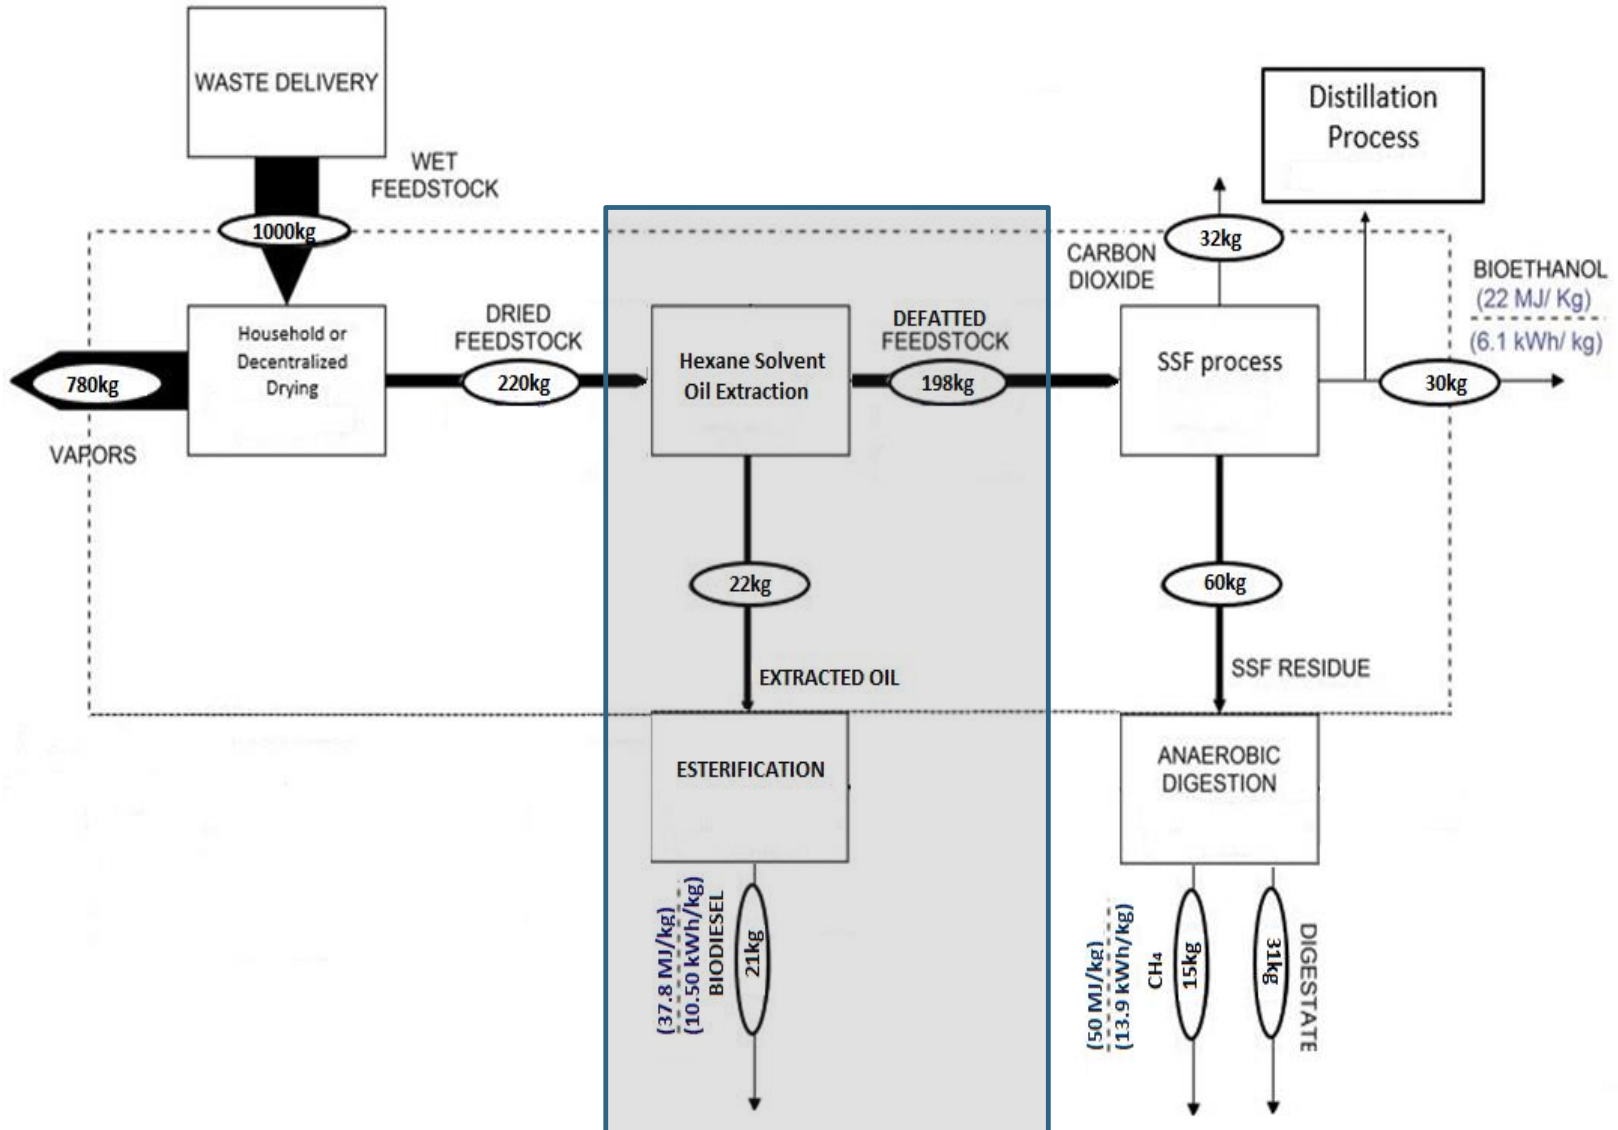 WASTE DELIVERY
WET
FEEDSTOCK
1000kg
Distillation
Process
32kg
CARBON
DIOXIDE
BIOETHANOL
(22 MJ/ Kg)
(6.1 kWh/ kg)
Household or
Decentralized
Drying
DRIED
FEEDSTOCK
Hexane Solvent
Oil Extraction
DEFATTED
FEEDSTOCK
SSF process
780kg
220kg
198kg
30kg
VAPORS
22kg
60kg
EXTRACTED OIL
SSF RESIDUE
ESTERIFICATION
ANAEROBIC
DIGESTION
(37.8 MJ/kg)
(10.50 kWh/kg)
BIODIESEL
21kg
(50 MJ/kg)
(13.9 kWh/kg)
CH₄
15kg
31kg
DIGESTATE